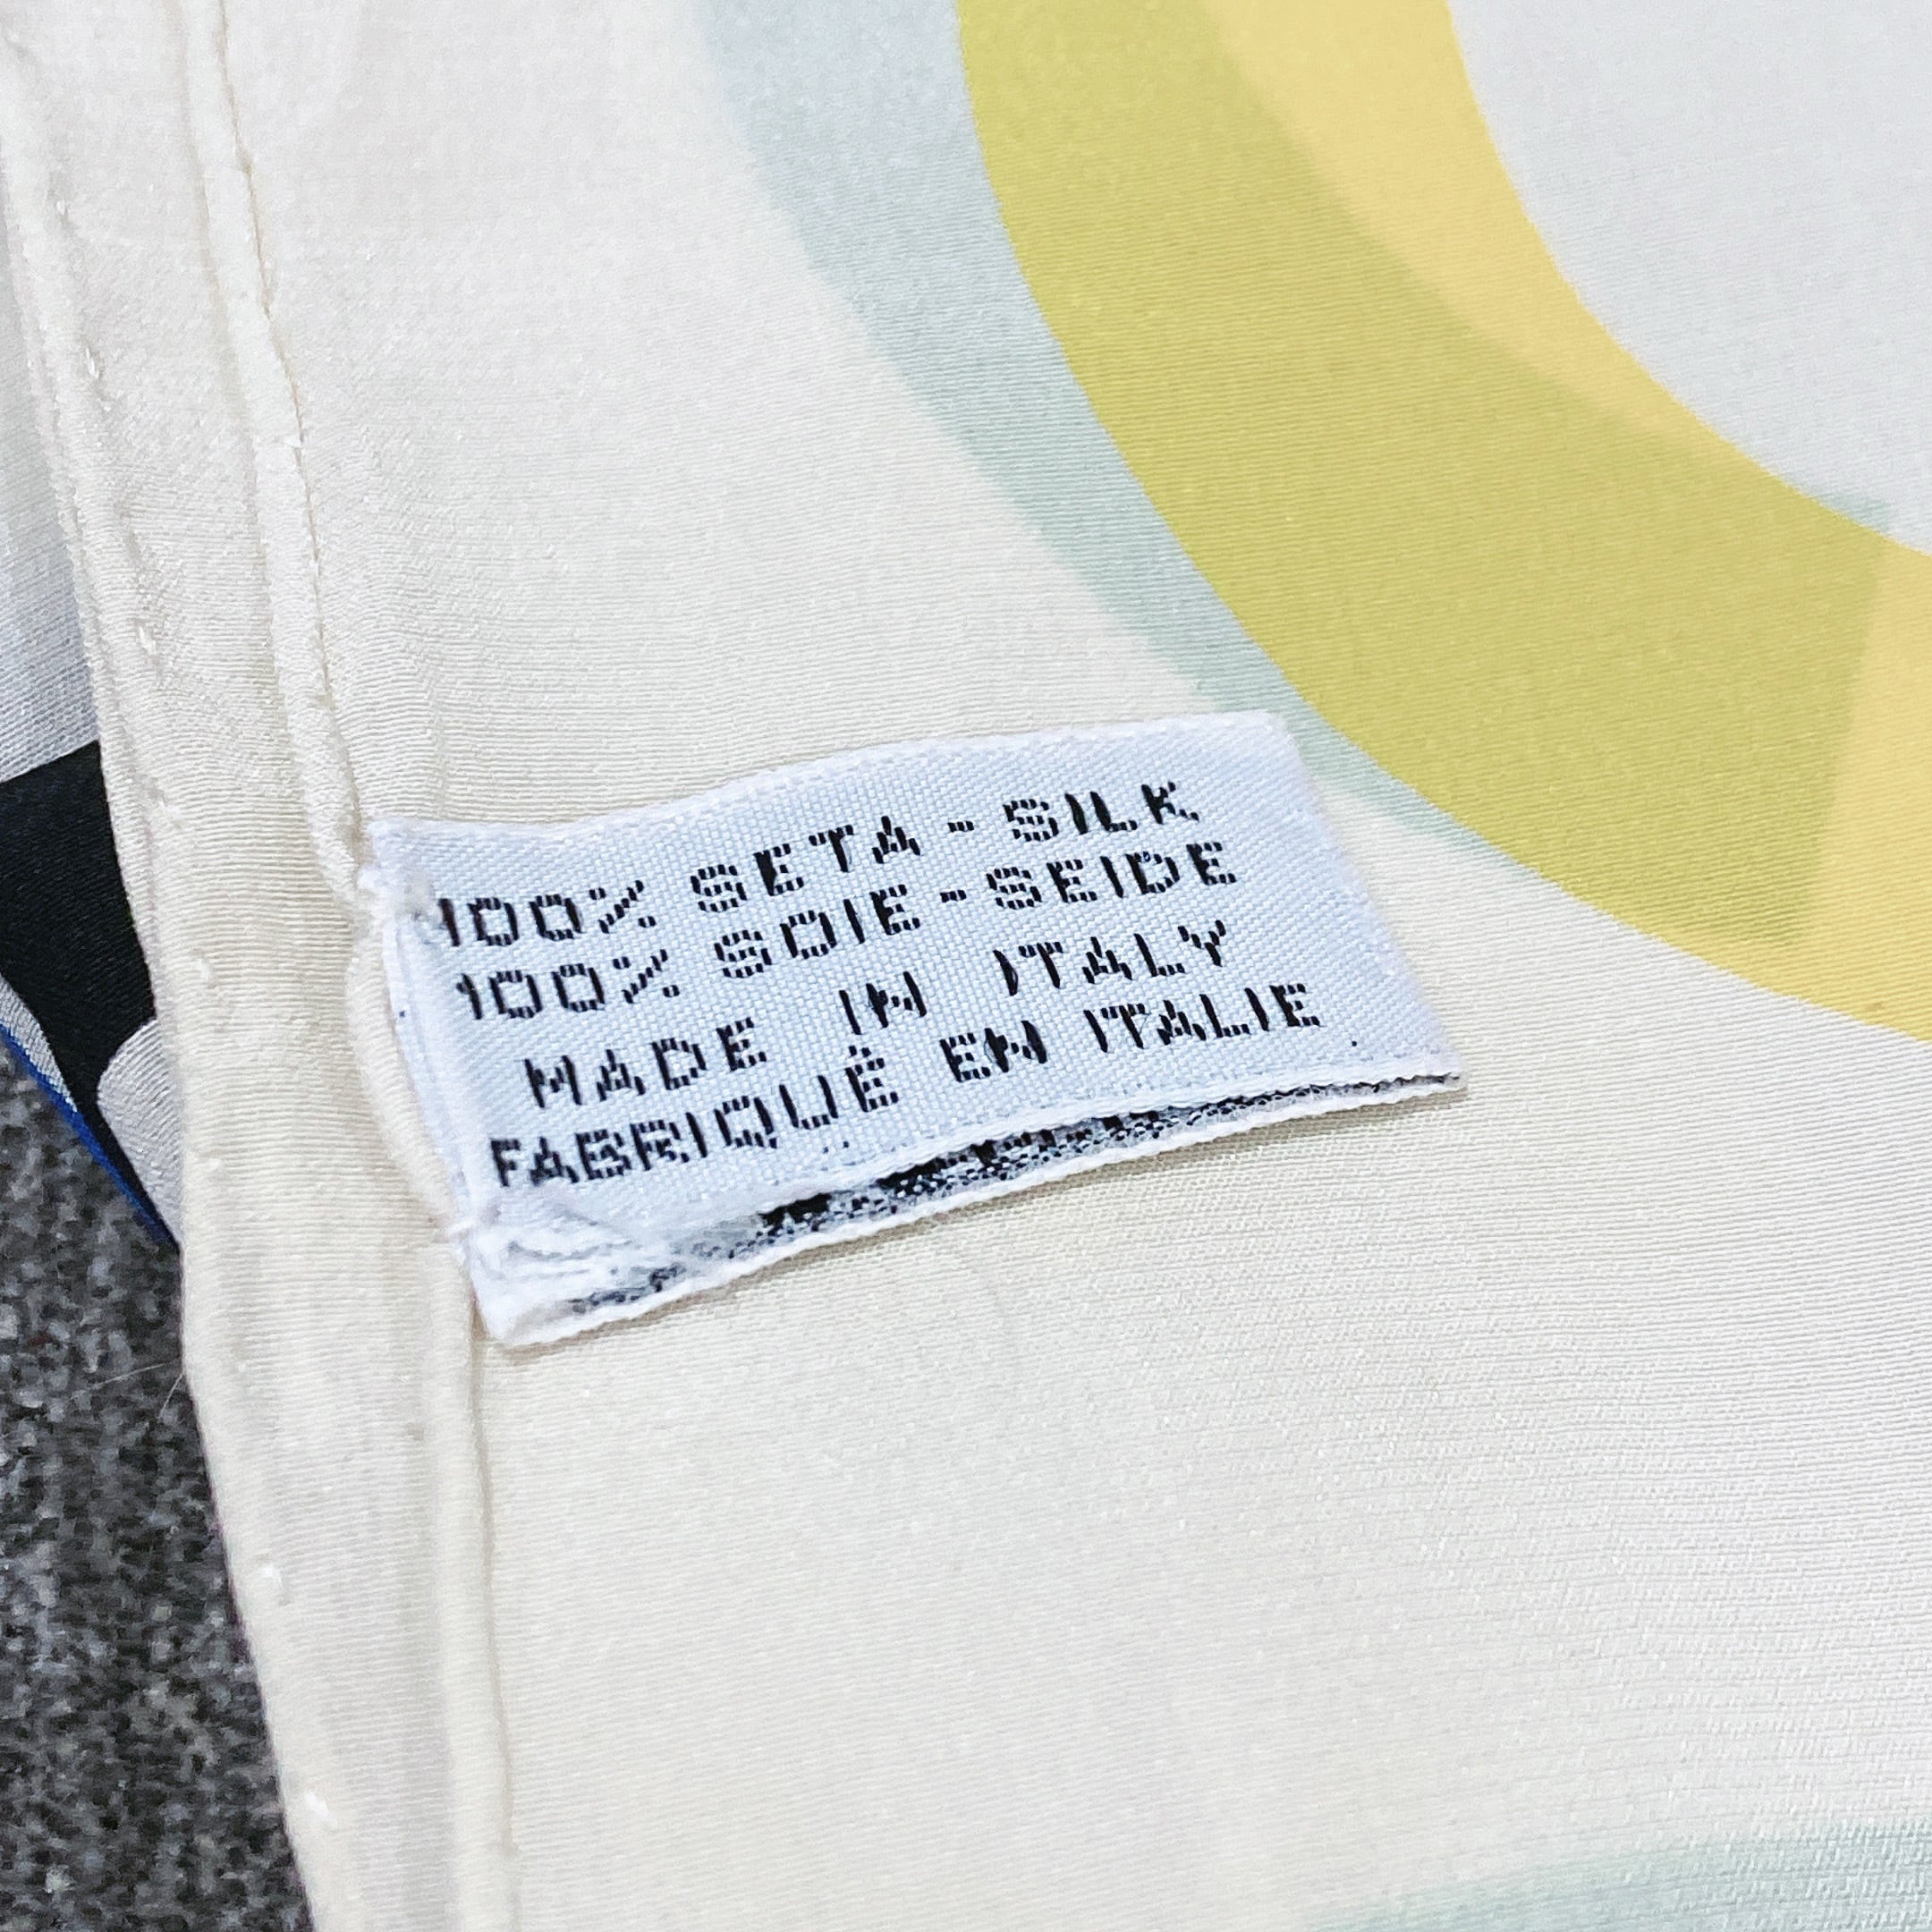 100% SETA - SILK
100% SOIE - SEIDE
MADE IN ITALY
FABRIQUÉ EN ITALIE